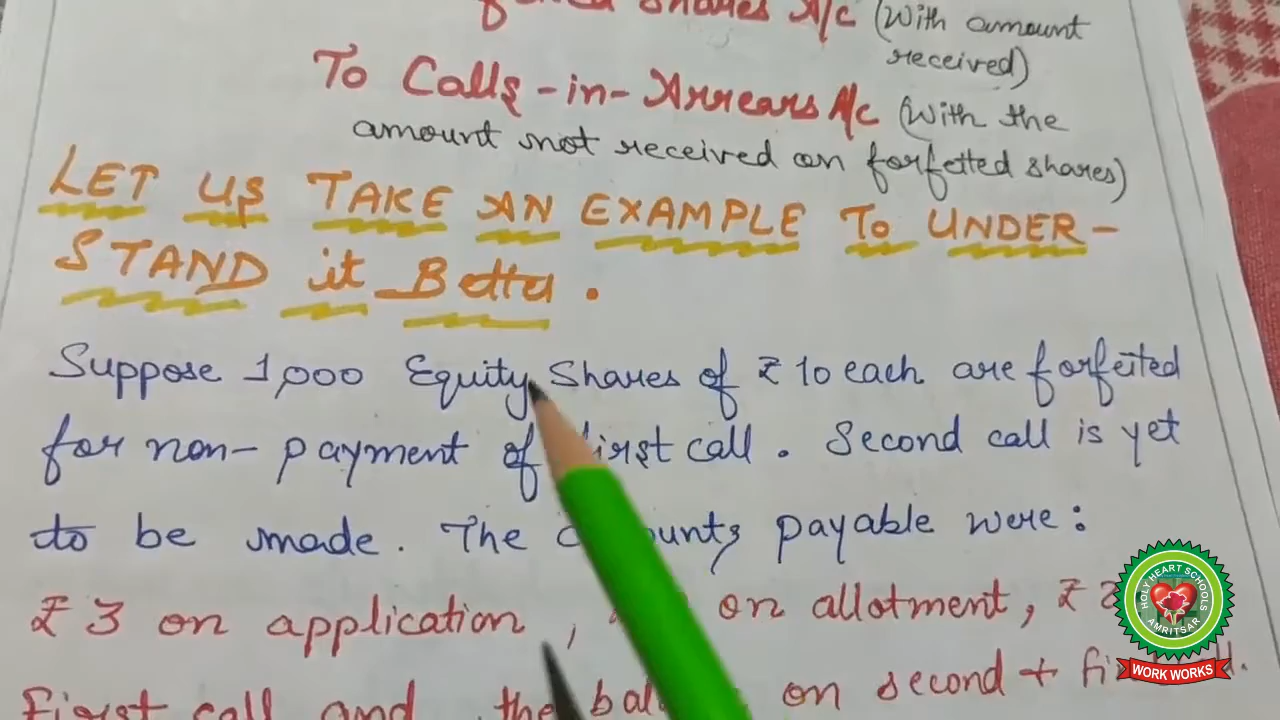 Shares A/c (With amount
received)
To Calls-in-Arrears A/c (With the
amount not received on forfetted shares)
LET US TAKE AN EXAMPLE TO UNDER-
STAND it Better.
Suppose 1,000 Equity Shares of ₹ 10 each are forfeited
for non-payment of first call. Second call is yet
to be made. The amounts payable were:
₹ 3 on application, on allotment, ₹ 2
First call and the on second + final call.
HOLY HEART SCHOOLS
AMRITSAR
WORK WORKS